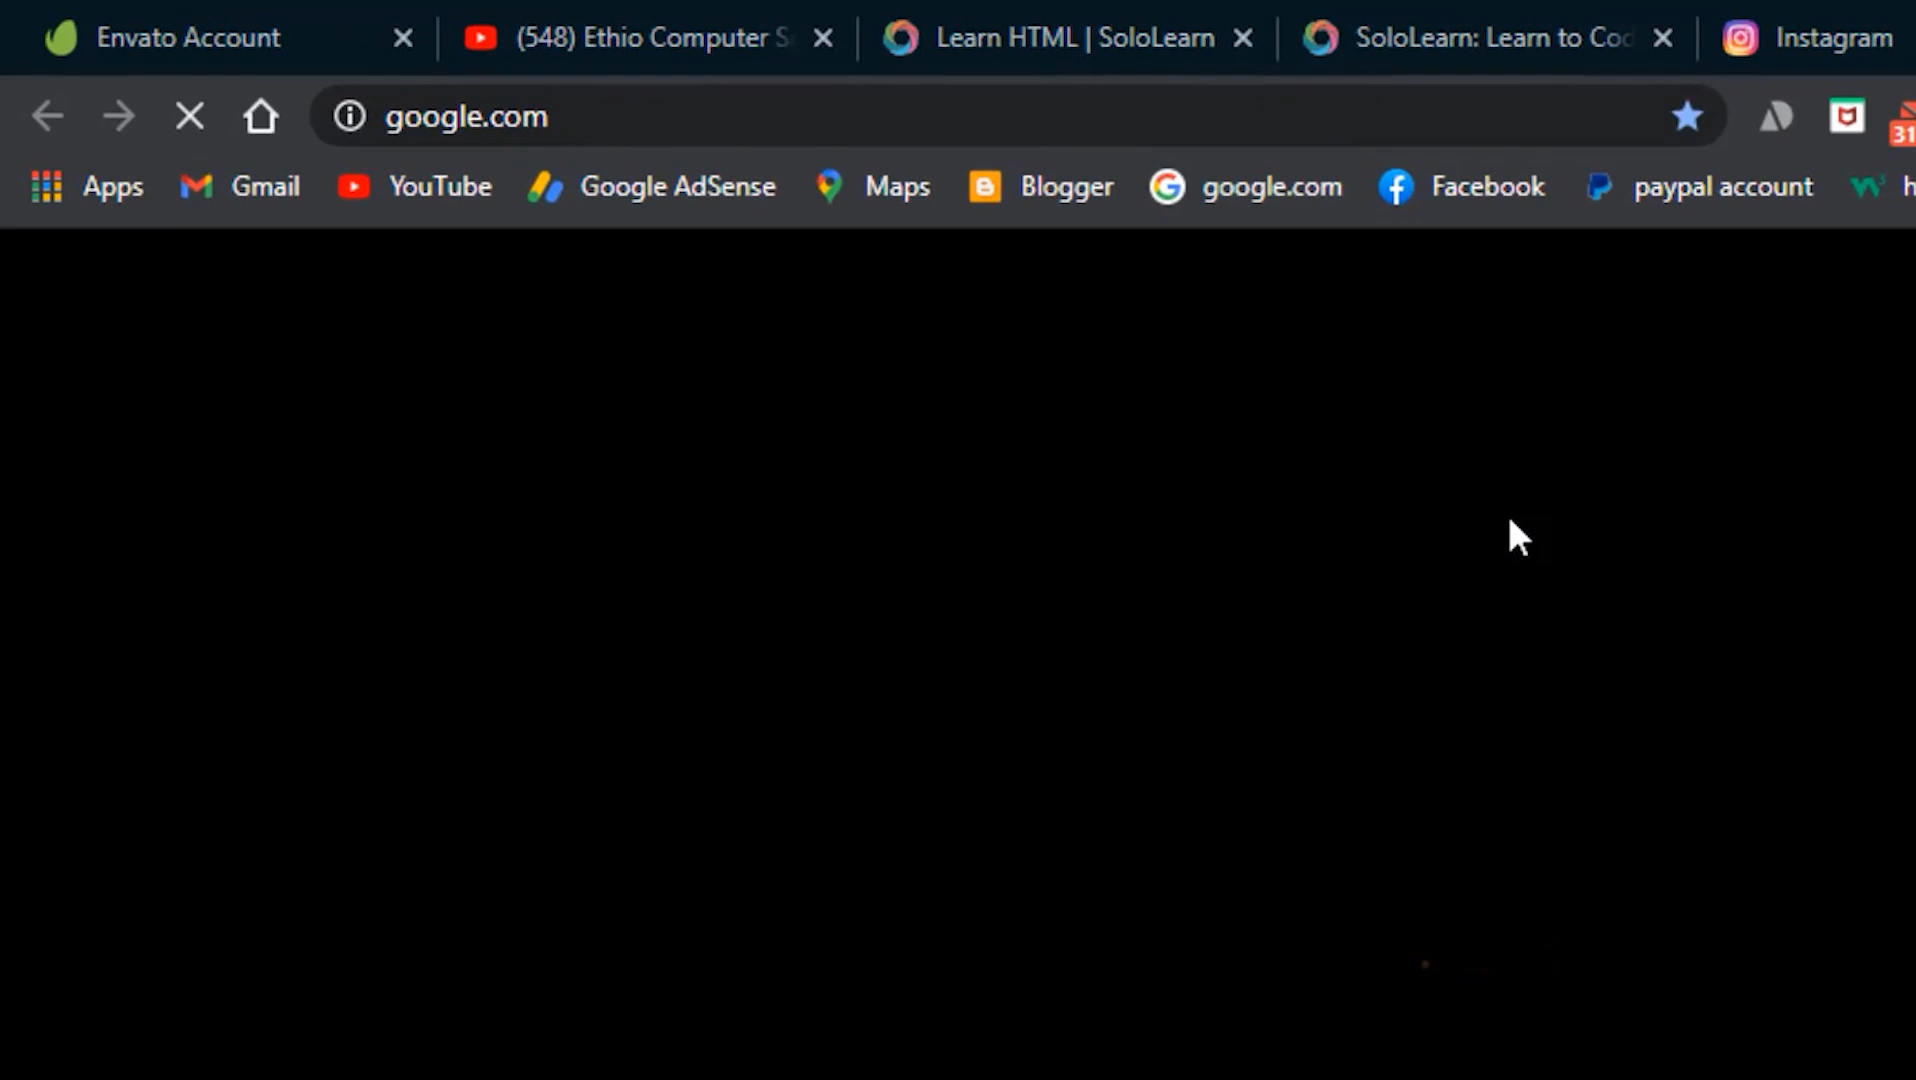 Envato Account (548) Ethio Computer S Learn HTML | SoloLearn SoloLearn: Learn to Cod Instagram
google.com 31
Apps Gmail YouTube Google AdSense Maps Blogger google.com Facebook paypal account h